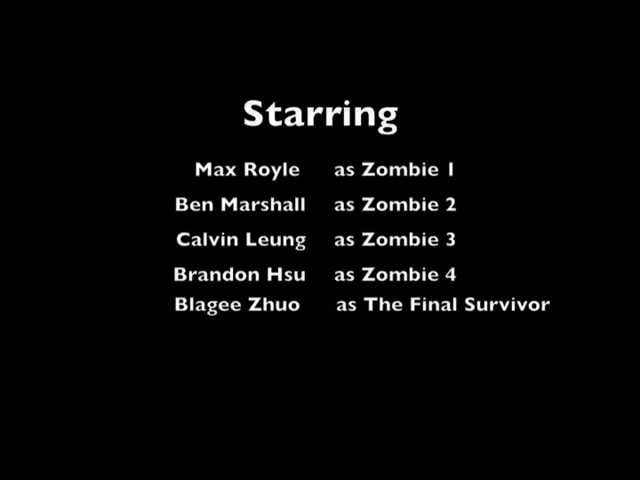 Starring
Max Royle as Zombie 1
Ben Marshall as Zombie 2
Calvin Leung as Zombie 3
Brandon Hsu as Zombie 4
Blagee Zhuo as The Final Survivor